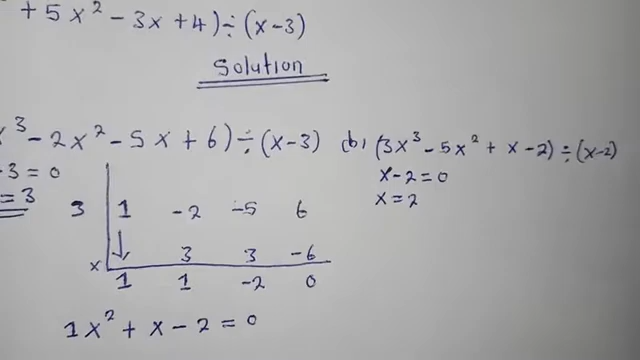 + 5x² - 3x + 4) ÷ (x-3)
Solution
x³ - 2x² - 5x + 6) ÷ (x-3)
-3 = 0
= 3
3 1 -2 -5 6
3 3 -6
x
1 1 -2 0
1x² + x - 2 = 0
(b) (3x³ - 5x² + x - 2) ÷ (x-2)
x - 2 = 0
x = 2